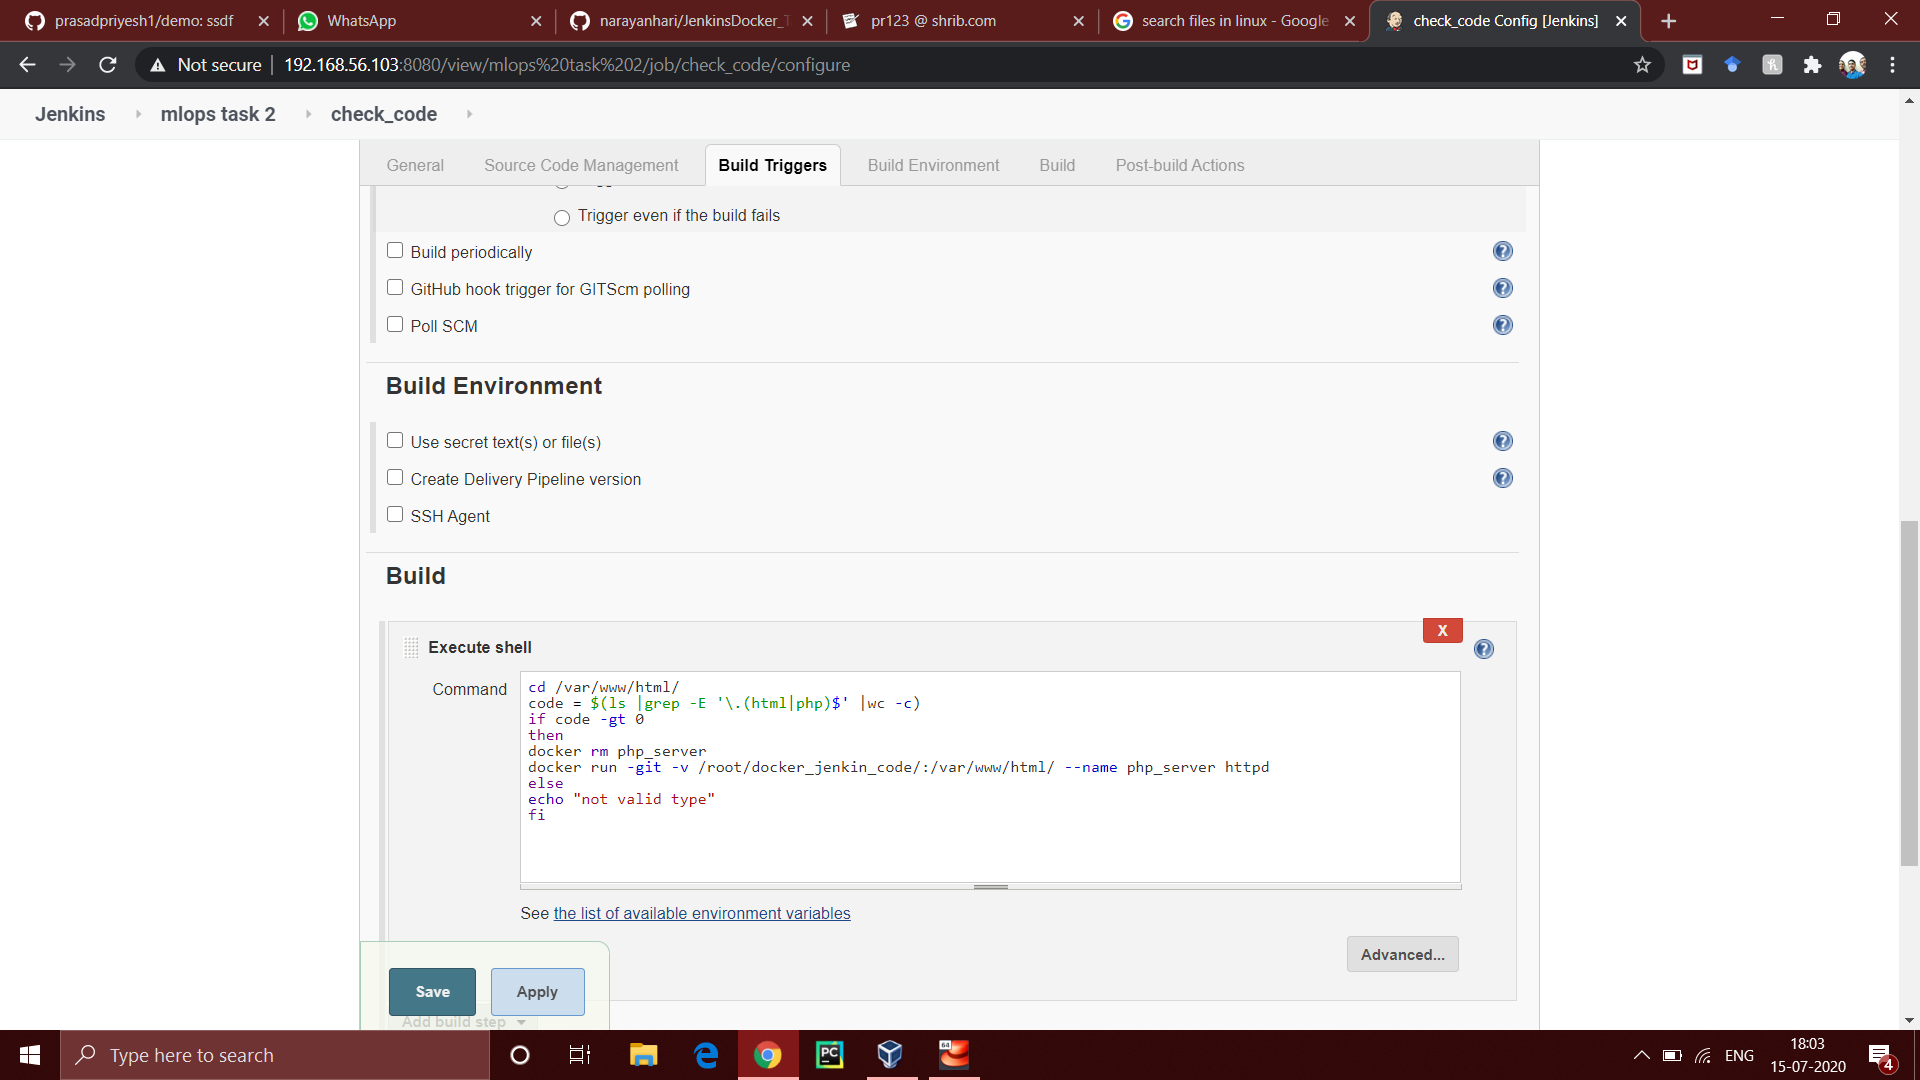 prasadpriyesh1/demo: ssdf
WhatsApp
narayanhari/JenkinsDocker_T
pr123 @ shrib.com
search files in linux - Google
check_code Config [Jenkins]
Not secure
192.168.56.103:8080/view/mlops%20task%202/job/check_code/configure
Jenkins
mlops task 2
check_code
General
Source Code Management
Build Triggers
Build Environment
Build
Post-build Actions
Trigger even if the build fails
Build periodically
GitHub hook trigger for GITScm polling
Poll SCM
Build Environment
Use secret text(s) or file(s)
Create Delivery Pipeline version
SSH Agent
Build
X
Execute shell
Command
cd /var/www/html/
code = $(ls |grep -E '\.(html|php)$' |wc -c)
if code -gt 0
then
docker rm php_server
docker run -git -v /root/docker_jenkin_code/:/var/www/html/ --name php_server httpd
else
echo "not valid type"
fi
See the list of available environment variables
Advanced...
Save
Apply
Add build step
Type here to search
PC
64
ENG
18:03
15-07-2020
4